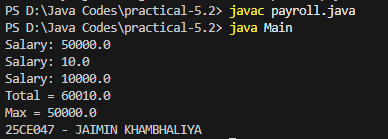 PS D:\Java Codes\practical-5.2> javac payroll.java
PS D:\Java Codes\practical-5.2> java Main
Salary: 50000.0
Salary: 10.0
Salary: 10000.0
Total = 60010.0
Max = 50000.0
25CE047 - JAIMIN KHAMBHALIYA